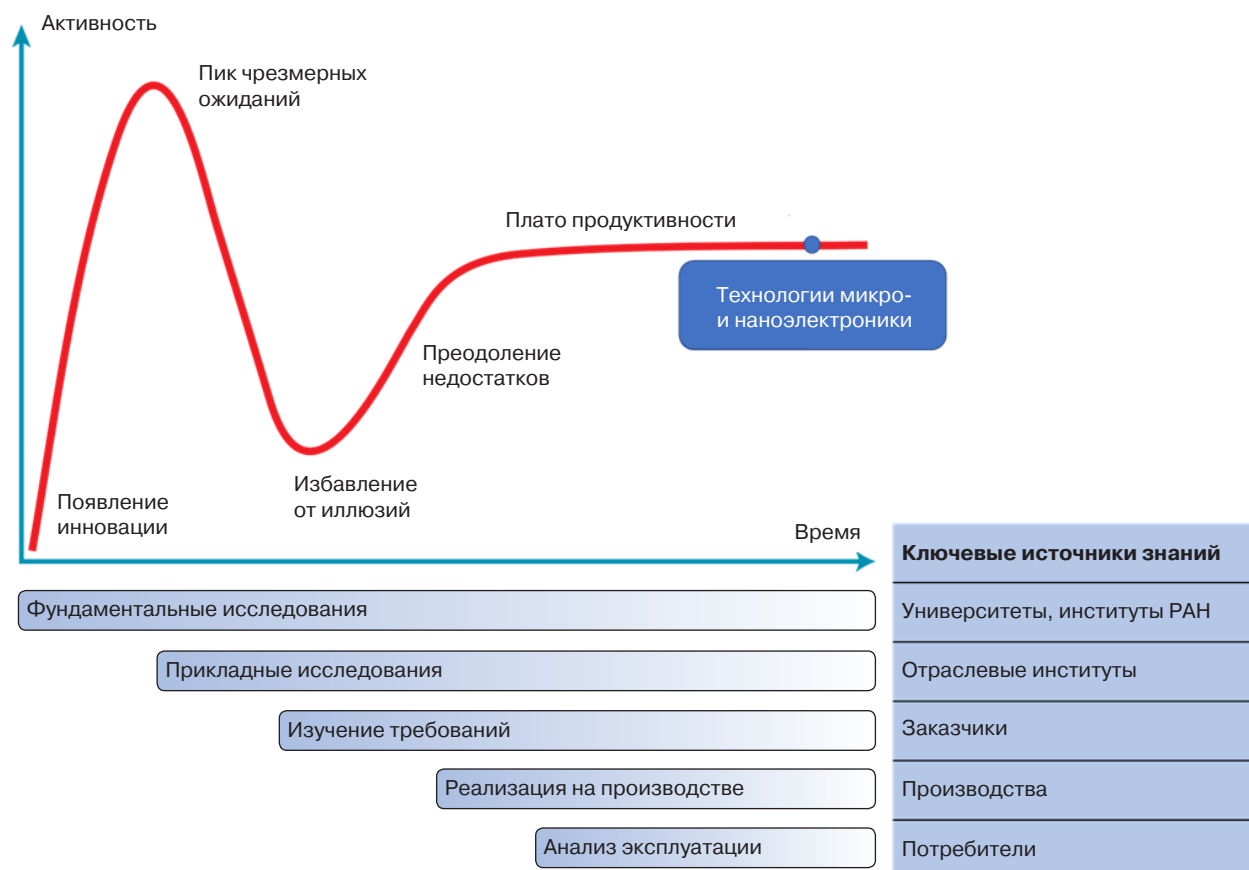 Активность
Пик чрезмерных
ожиданий
Плато продуктивности
Технологии микро-
и наноэлектроники
Преодоление
недостатков
Избавление
от иллюзий
Появление
инновации
Время
Ключевые источники знаний
Фундаментальные исследования
Университеты, институты РАН
Прикладные исследования
Отраслевые институты
Изучение требований
Заказчики
Реализация на производстве
Производства
Анализ эксплуатации
Потребители